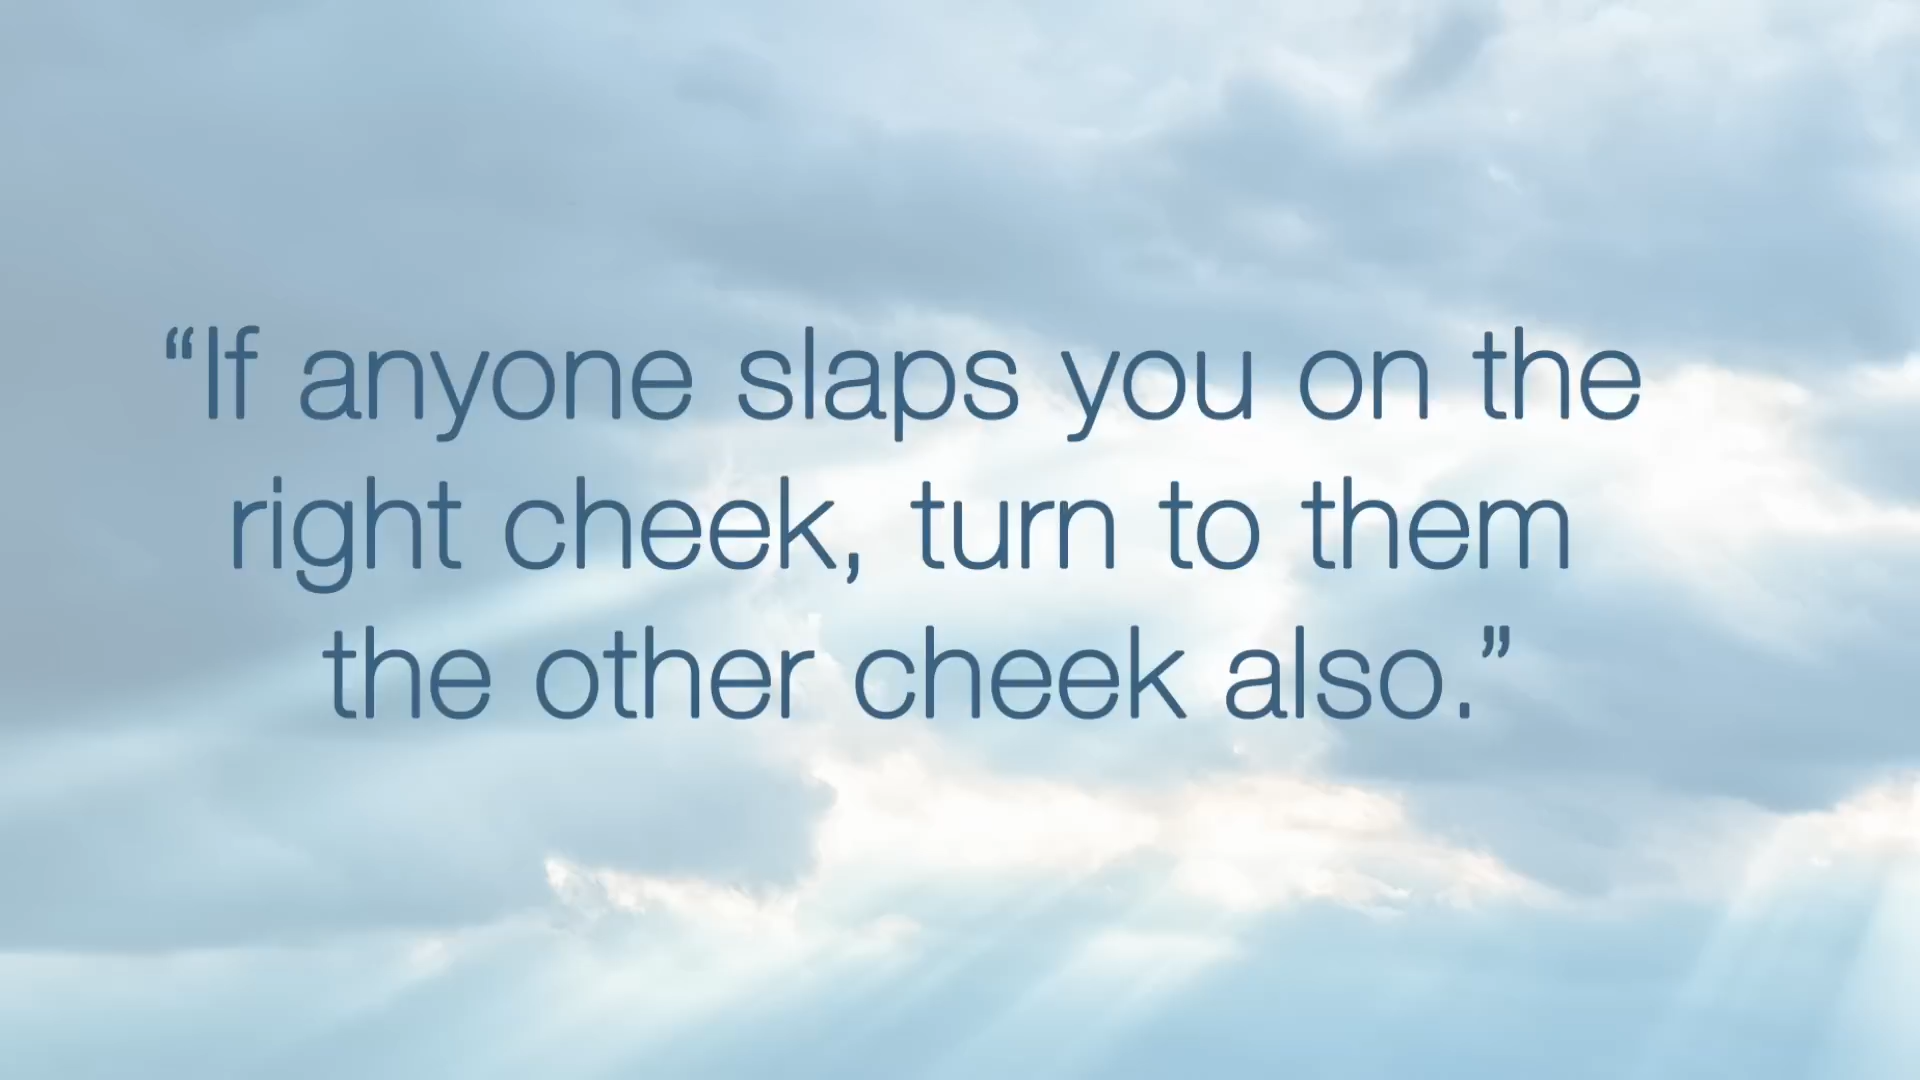 “If anyone slaps you on the
right cheek, turn to them
the other cheek also.”